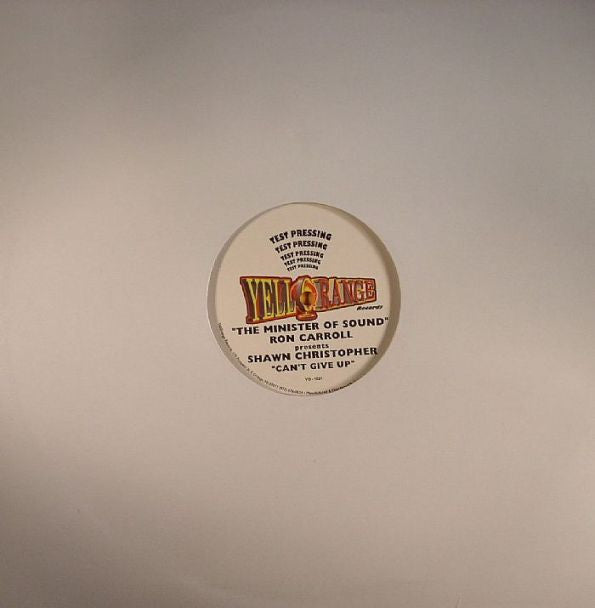 TEST PRESSING
TEST PRESSING
TEST PRESSING
TEST PRESSING
TEST PRESSING
YELLORANGE
Records
"THE MINISTER OF SOUND"
RON CARROLL
presents
SHAWN CHRISTOPHER
"CAN'T GIVE UP"